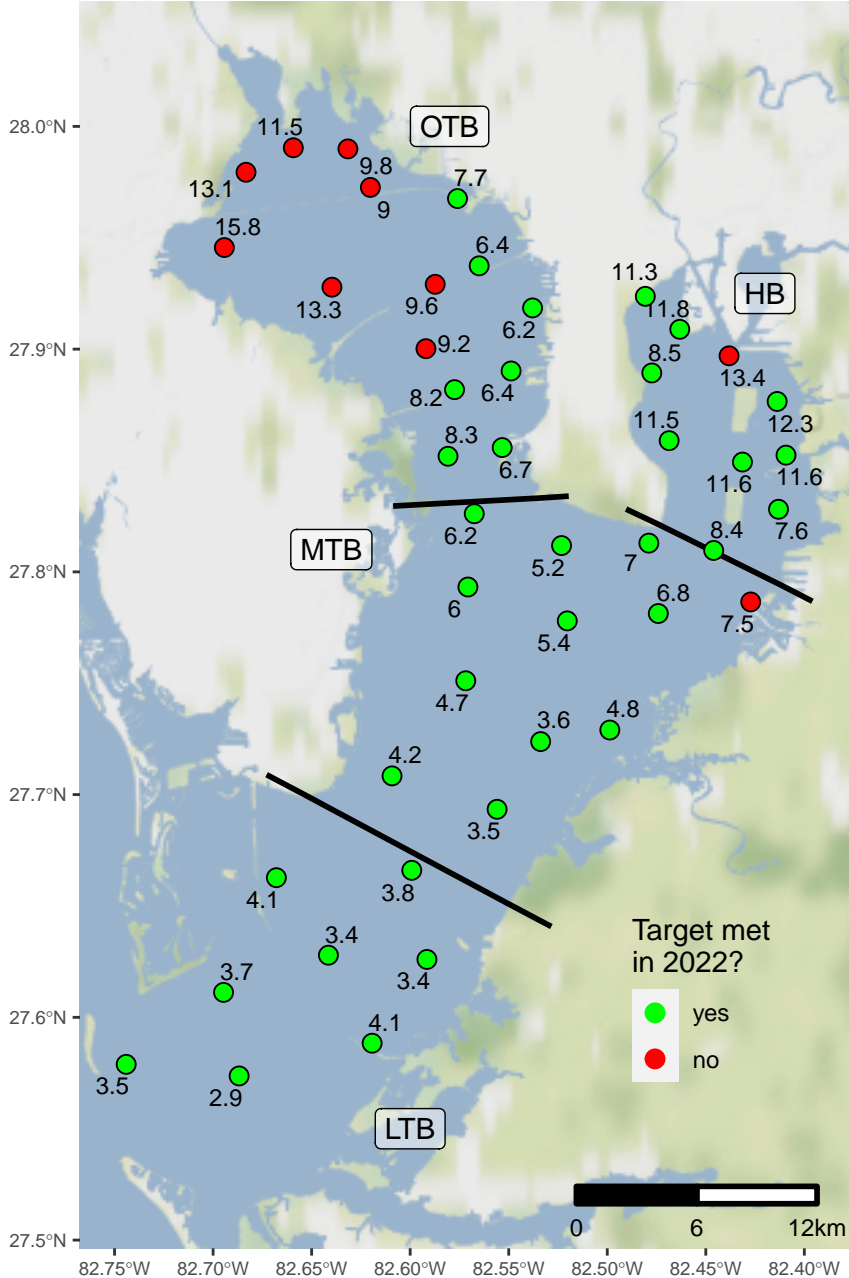 28.0°N
11.5
OTB
9.8
13.1
9
7.7
15.8
6.4
11.3
HB
13.3
9.6
11.8
6.2
27.9°N
9.2
8.5
13.4
8.2
6.4
12.3
11.5
8.3
6.7
11.6
11.6
6.2
8.4
7.6
MTB
5.2
7
27.8°N
6
6.8
7.5
5.4
4.7
4.8
3.6
4.2
27.7°N
3.5
4.1
3.8
3.4
3.4
Target met
in 2022?
3.7
yes
27.6°N
4.1
no
3.5
2.9
LTB
0
6
12km
27.5°N
82.75°W
82.70°W
82.65°W
82.60°W
82.55°W
82.50°W
82.45°W
82.40°W